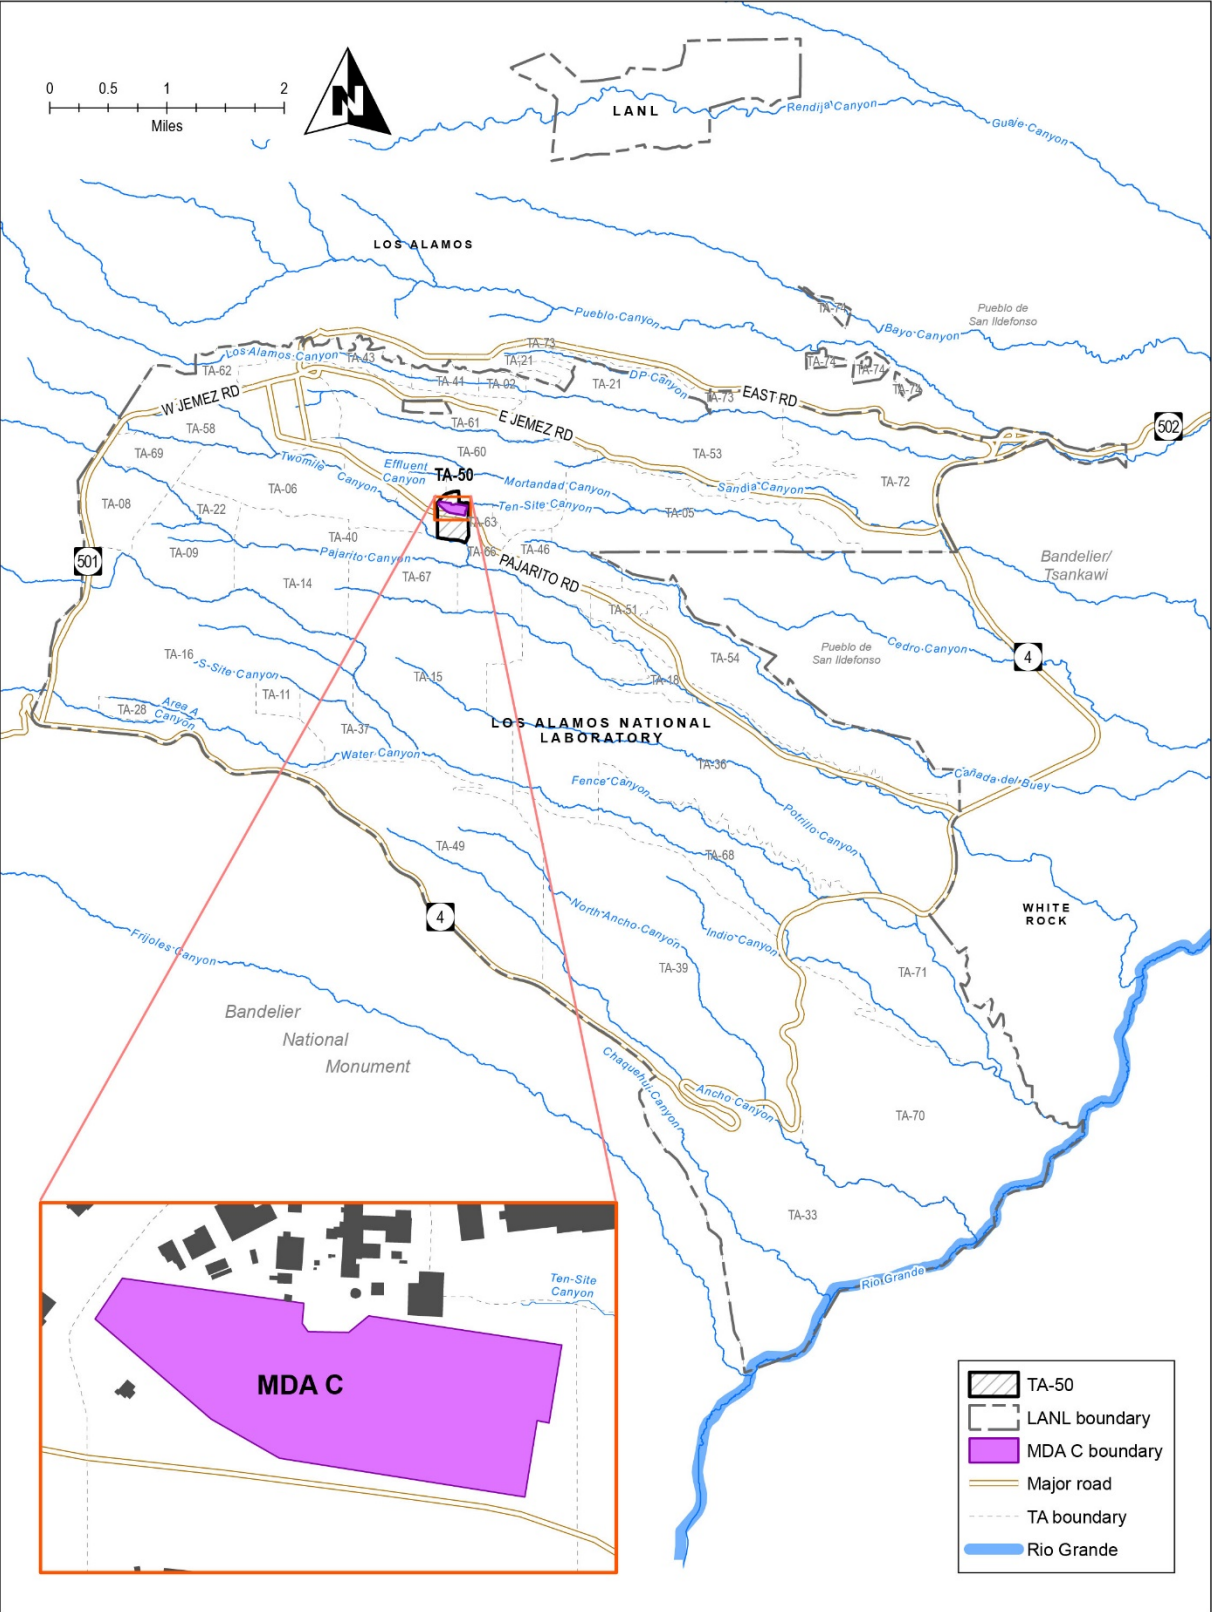 0 0.5 1 2
Miles
N
LANL
Rendija Canyon
Guaje Canyon
LOS ALAMOS
Pueblo Canyon
TA-74
Bayo Canyon
Pueblo de
San Ildefonso
Los Alamos Canyon
TA-43
TA-73
TA-21
TA-62
TA-41
TA-02
TA-21
DP Canyon
TA-73
TA-74
TA-74
TA-74
W JEMEZ RD
EAST RD
E JEMEZ RD
TA-61
502
TA-58
TA-69
TA-60
TA-53
Twomile
Canyon
Effluent
Canyon
TA-50
Mortandad Canyon
Sandia Canyon
TA-72
TA-06
TA-08
TA-22
Ten-Site Canyon
TA-05
TA-63
TA-40
TA-09
Pajarito Canyon
TA-66
TA-46
501
PAJARITO RD
Bandelier/
Tsankawi
TA-14
TA-67
TA-51
TA-16
S-Site Canyon
TA-15
TA-54
Pueblo de
San Ildefonso
Cedro Canyon
4
TA-18
TA-11
TA-28
Area A
Canyon
TA-37
LOS ALAMOS NATIONAL
LABORATORY
Water Canyon
TA-36
Fence Canyon
Cañada del Buey
Potrillo Canyon
TA-49
TA-68
4
North Ancho Canyon
Indio Canyon
WHITE
ROCK
Frijoles Canyon
TA-39
TA-71
Bandelier
National
Monument
Chaquehui Canyon
Ancho Canyon
TA-70
TA-33
Rio Grande
Ten-Site
Canyon
MDA C
TA-50
LANL boundary
MDA C boundary
Major road
TA boundary
Rio Grande